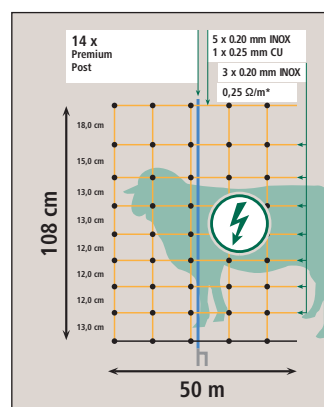 14 x
Premium
Post
5 x 0.20 mm INOX
1 x 0.25 mm CU
3 x 0.20 mm INOX
0,25 Ω/m*
18,0 cm
15,0 cm
13,0 cm
13,0 cm
12,0 cm
12,0 cm
12,0 cm
13,0 cm
108 cm
50 m